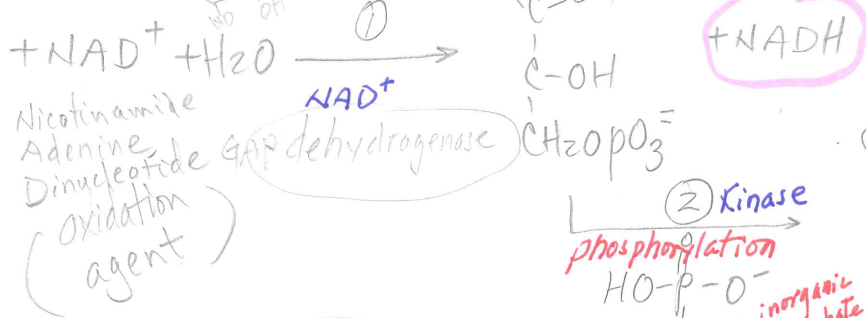 OH
+NAD⁺ +H2O ① +NADH
NAD⁺
C-OH
Nicotinamide
Adenine
Dinucleotide
(oxidation
agent)
GAP dehydrogenase
CH2OPO3=
② Kinase
phosphorylation
O
HO-P-O⁻
inorganic